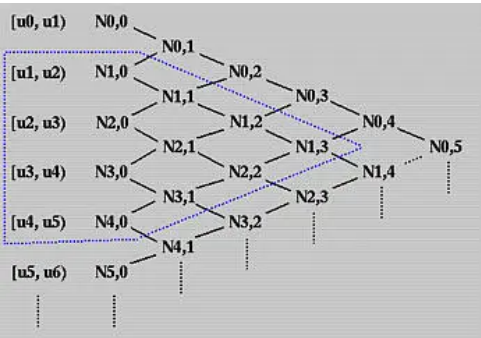 [u0, u1) N0,0
N0,1
[u1, u2) N1,0 N0,2
N1,1 N0,3
[u2, u3) N2,0 N1,2 N0,4
N2,1 N1,3 N0,5
[u3, u4) N3,0 N2,2 N1,4
N3,1 N2,3
[u4, u5) N4,0 N3,2
N4,1
[u5, u6) N5,0